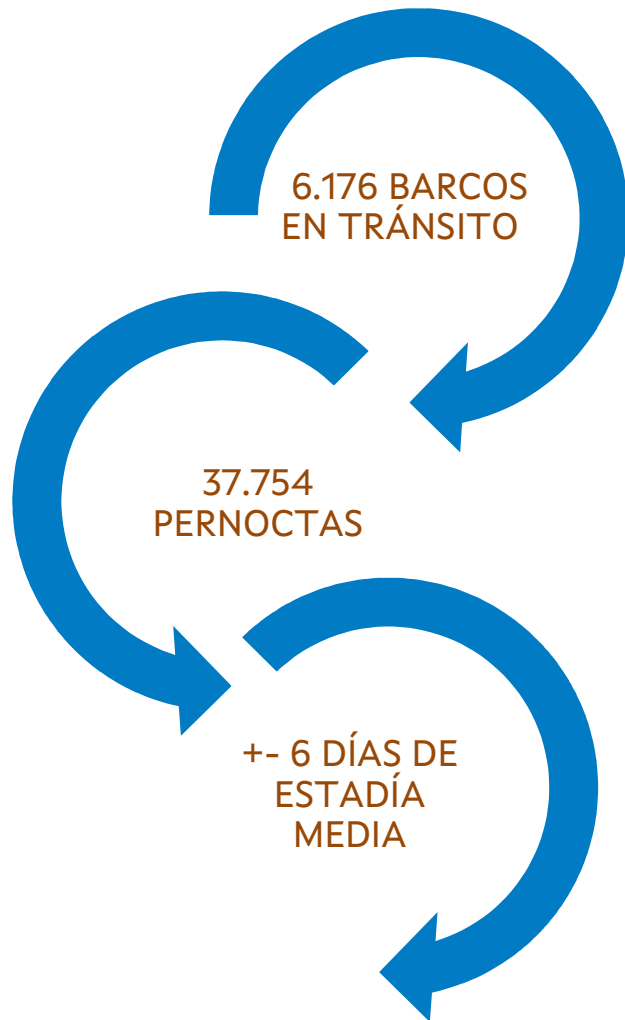 6.176 BARCOS
EN TRÁNSITO
37.754
PERNOCTAS
+- 6 DÍAS DE
ESTADÍA
MEDIA